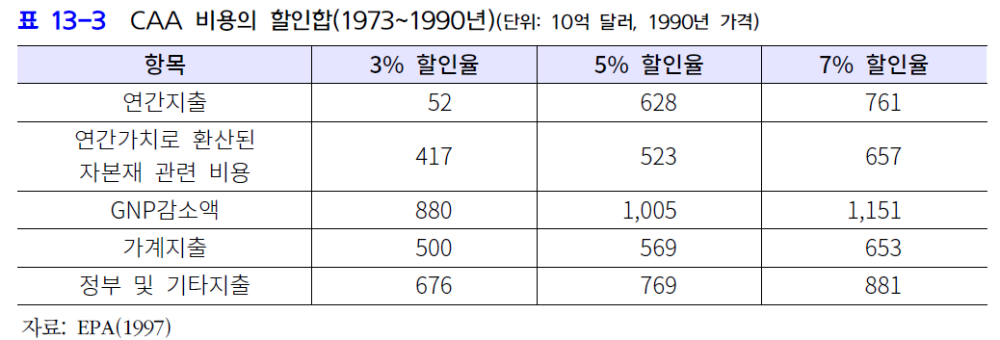 표 13-3 CAA 비용의 할인합(1973~1990년)(단위: 10억 달러, 1990년 가격)
항목 3% 할인율 5% 할인율 7% 할인율
연간지출 52 628 761
연간가치로 환산된
자본재 관련 비용 417 523 657
GNP감소액 880 1,005 1,151
가계지출 500 569 653
정부 및 기타지출 676 769 881
자료: EPA(1997)